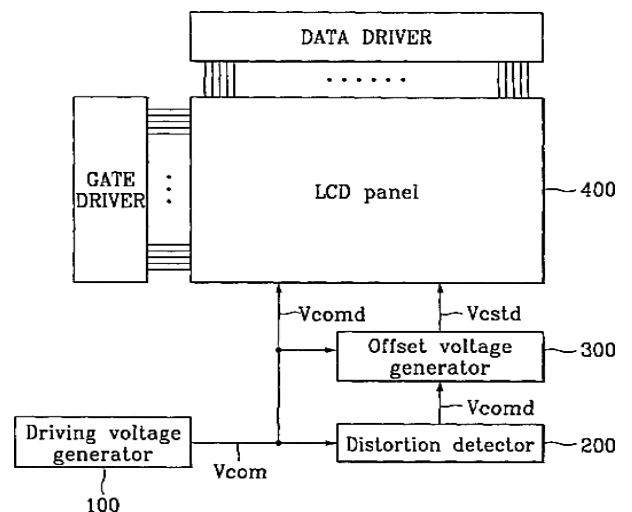 DATA DRIVER
GATE
DRIVER
LCD panel
400
Vcomd
Vcstd
Offset voltage
generator
300
Vcomd
Driving voltage
generator
Vcom
Distortion detector
200
100